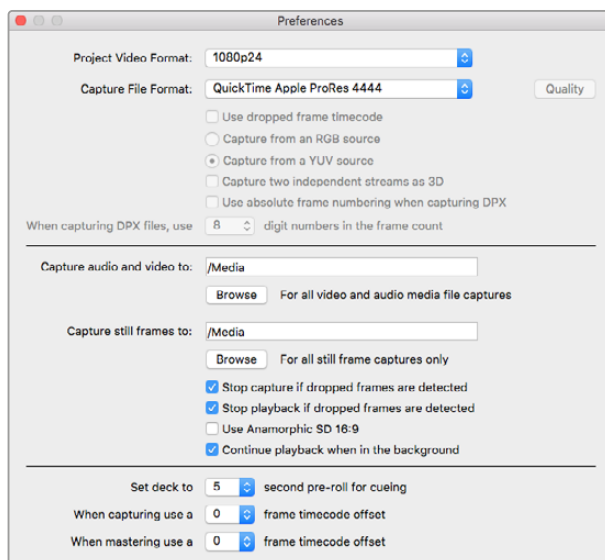 Preferences
Project Video Format: 1080p24
Capture File Format: QuickTime Apple ProRes 4444 Quality
Use dropped frame timecode
Capture from an RGB source
Capture from a YUV source
Capture two independent streams as 3D
Use absolute frame numbering when capturing DPX
When capturing DPX files, use 8 digit numbers in the frame count
Capture audio and video to: /Media
Browse For all video and audio media file captures
Capture still frames to: /Media
Browse For all still frame captures only
Stop capture if dropped frames are detected
Stop playback if dropped frames are detected
Use Anamorphic SD 16:9
Continue playback when in the background
Set deck to 5 second pre-roll for cueing
When capturing use a 0 frame timecode offset
When mastering use a 0 frame timecode offset